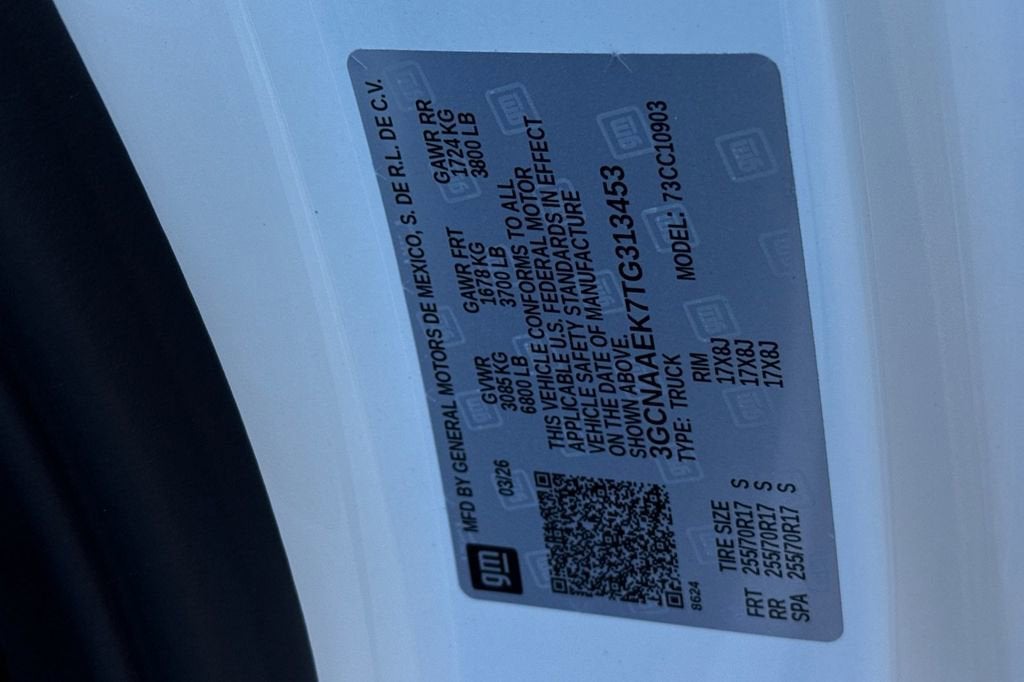 gm MFD BY GENERAL MOTORS DE MEXICO, S. DE R.L. DE C.V.
03/26 GVWR GAWR FRT GAWR RR
3085 KG 1678 KG 1724 KG
6800 LB 3700 LB 3800 LB
THIS VEHICLE CONFORMS TO ALL
APPLICABLE U.S. FEDERAL MOTOR
VEHICLE SAFETY STANDARDS IN EFFECT
ON THE DATE OF MANUFACTURE
SHOWN ABOVE.
3GCNAAEK7TG313453
TYPE: TRUCK MODEL: 73CC10903
8624
TIRE SIZE RIM
FRT 255/70R17 S 17X8J
RR 255/70R17 S 17X8J
SPA 255/70R17 S 17X8J